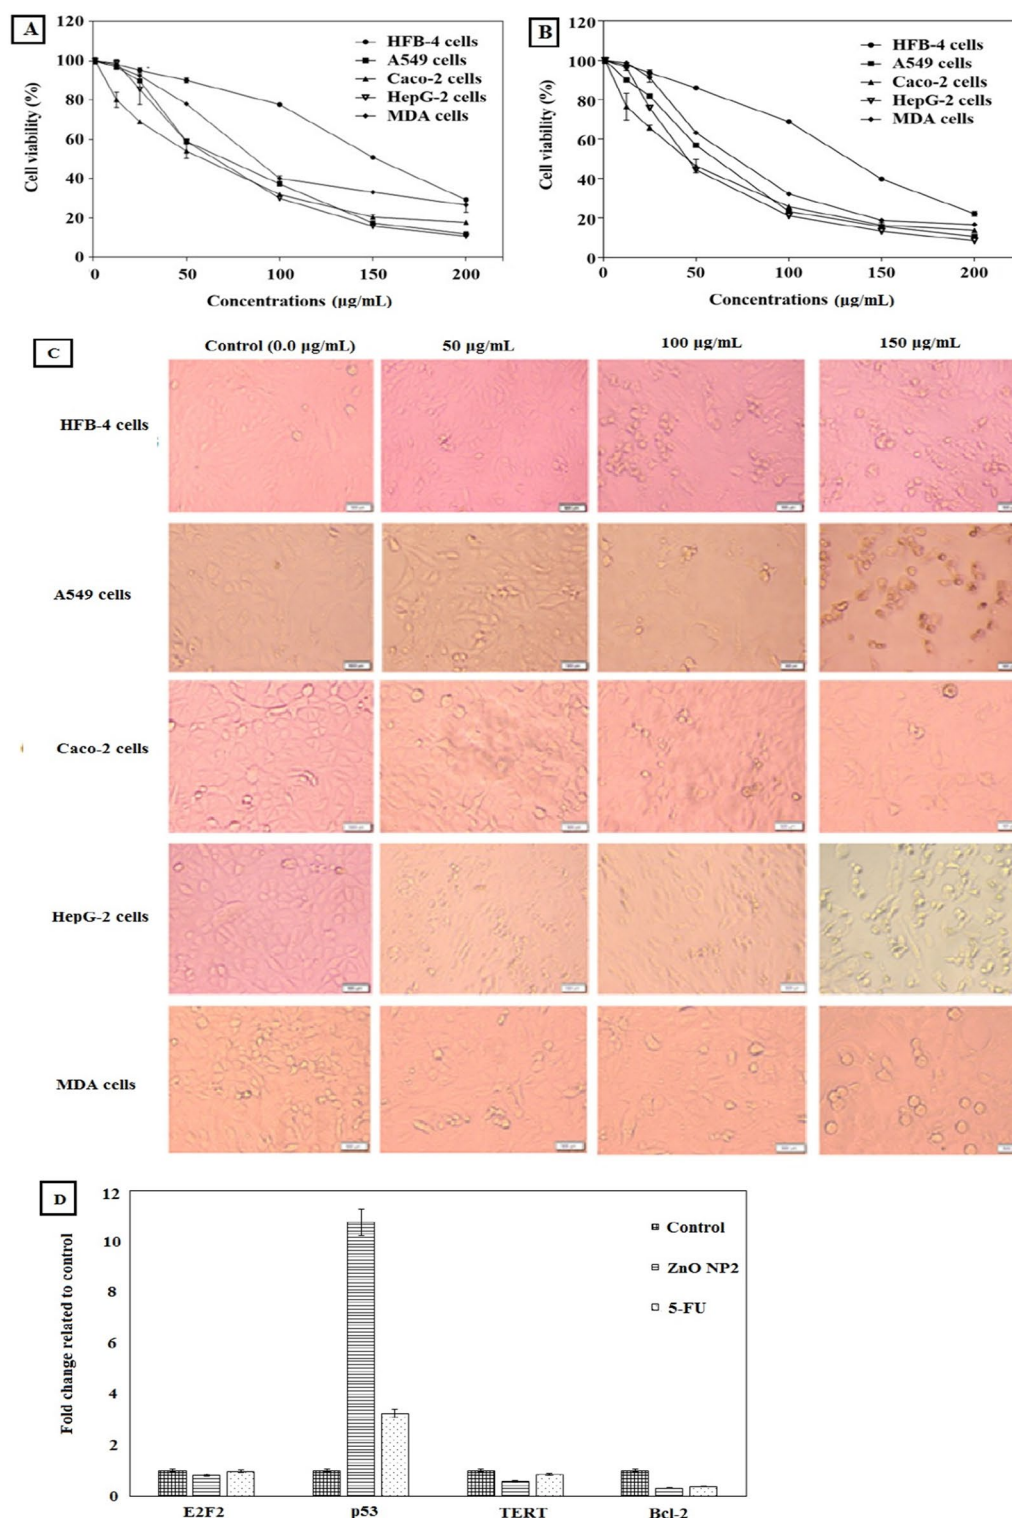 A
120
100
80
60
40
20
0
Cell viability (%)
HFB-4 cells
A549 cells
Caco-2 cells
HepG-2 cells
MDA cells
0 50 100 150 200
Concentrations (µg/mL)
B
120
100
80
60
40
20
0
Cell viability (%)
HFB-4 cells
A549 cells
Caco-2 cells
HepG-2 cells
MDA cells
0 50 100 150 200
Concentrations (µg/mL)
C
Control (0.0 µg/mL) 50 µg/mL 100 µg/mL 150 µg/mL
HFB-4 cells
A549 cells
Caco-2 cells
HepG-2 cells
MDA cells
D
12
10
8
6
4
2
0
Fold change related to control
Control
ZnO NP2
5-FU
E2F2 p53 TERT Bcl-2